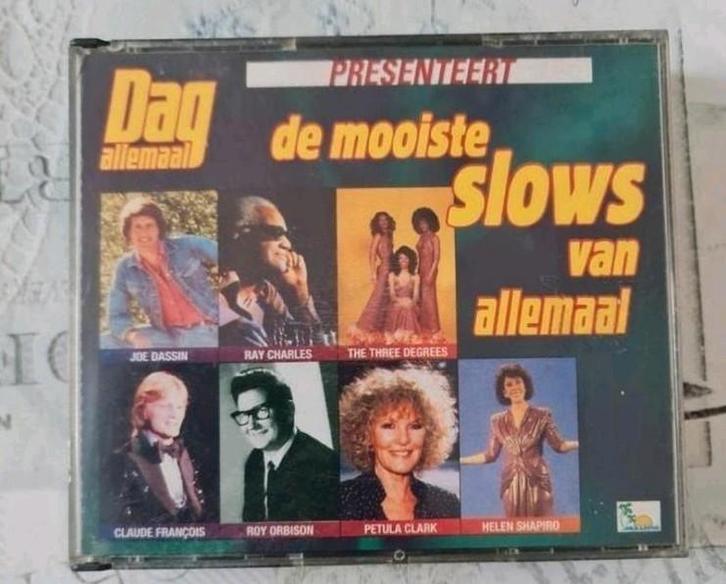 PRESENTEERT
Dag
allemaal
de mooiste
slows
van
allemaal
JOE DASSIN
RAY CHARLES
THE THREE DEGREES
CLAUDE FRANÇOIS
ROY ORBISON
PETULA CLARK
HELEN SHAPIRO